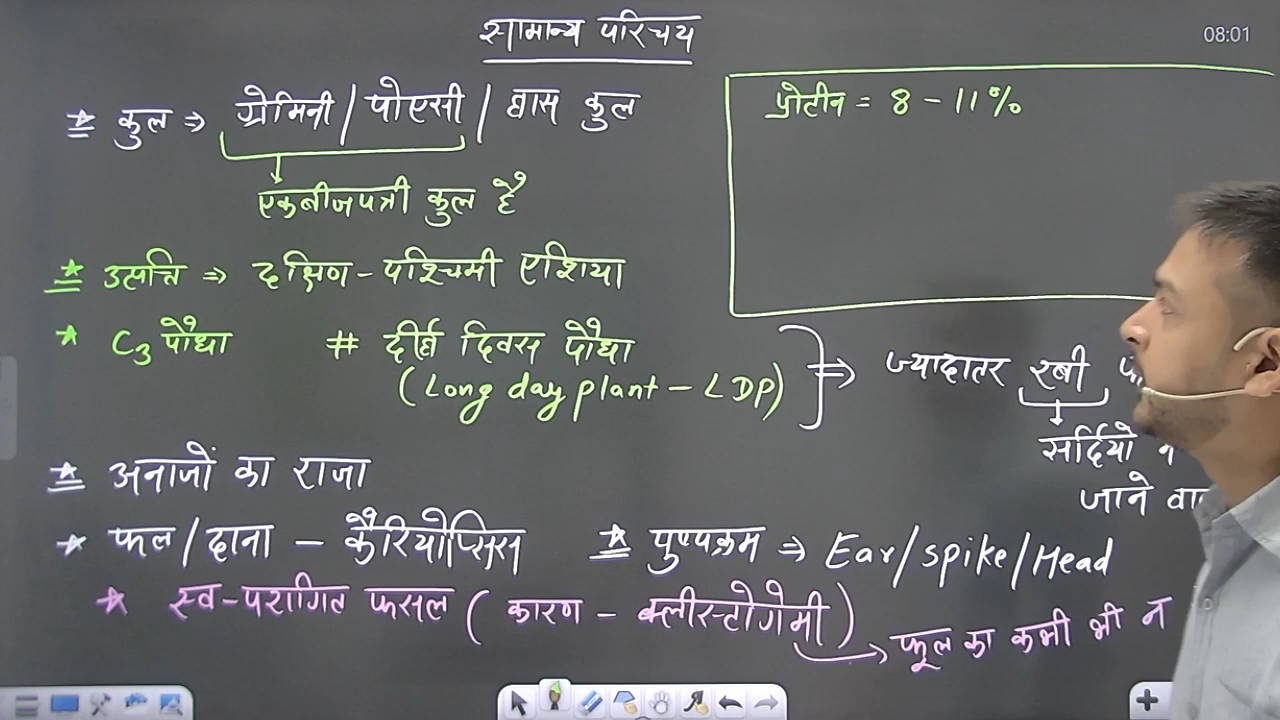 सामान्य परिचय
08:01
* कुल ⇒ ग्रेमिनी / पोएसी / घास कुल
प्रोटीन = 8 - 11%
एकबीजपत्री कुल है
* उत्पत्ति ⇒ दक्षिण - पश्चिमी एशिया
* C3 पौधा # दीर्घ दिवस पौधा
(Long day plant - LDP)
⇒ ज्यादातर रबी
सर्दियो
जाने
* अनाजों का राजा
* फल / दाना - कैरियोप्सिस * पुष्पक्रम ⇒ Ear/spike/Head
* स्व-परागित फसल ( कारण - क्लीस्टोगेमी)
फूल का कभी भी न